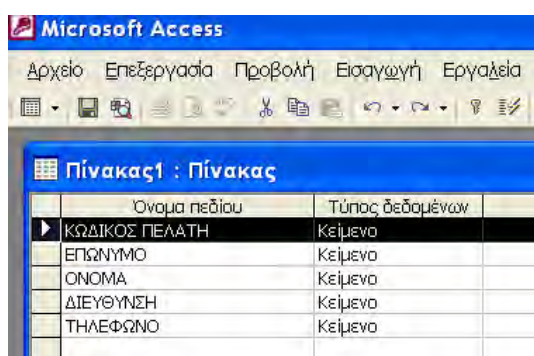 Microsoft Access
Αρχείο Επεξεργασία Προβολή Εισαγωγή Εργαλεία
Πίνακας1 : Πίνακας
Όνομα πεδίου Τύπος δεδομένων
ΚΩΔΙΚΟΣ ΠΕΛΑΤΗ Κείμενο
ΕΠΩΝΥΜΟ Κείμενο
ΟΝΟΜΑ Κείμενο
ΔΙΕΥΘΥΝΣΗ Κείμενο
ΤΗΛΕΦΩΝΟ Κείμενο